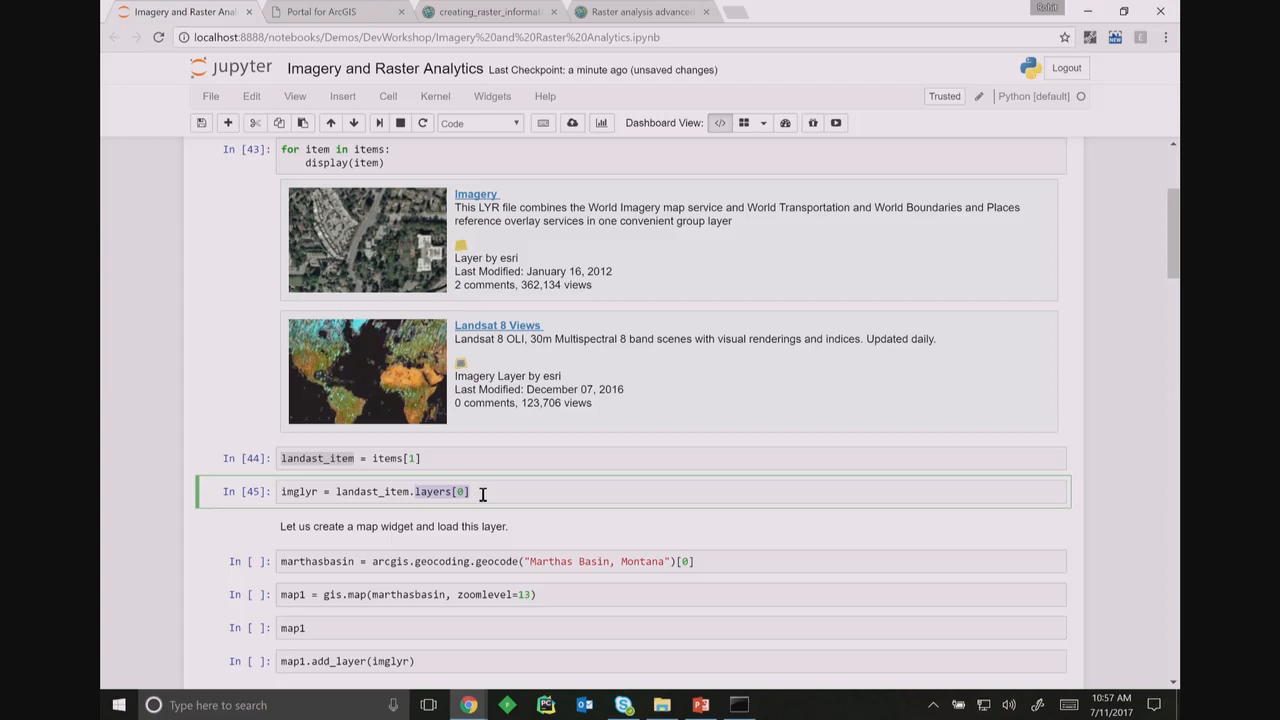 Imagery and Raster Anal
Portal for ArcGIS
creating_raster_informat
Raster analysis advanced
Rohit
localhost:8888/notebooks/Demos/DevWorkshop/Imagery%20and%20Raster%20Analytics.ipynb
jupyter
Imagery and Raster Analytics Last Checkpoint: a minute ago (unsaved changes)
Logout
File Edit View Insert Cell Kernel Widgets Help
Trusted
Python [default]
Code
Dashboard View:
In [43]: for item in items:
display(item)
Imagery
This LYR file combines the World Imagery map service and World Transportation and World Boundaries and Places
reference overlay services in one convenient group layer
Layer by esri
Last Modified: January 16, 2012
2 comments, 362,134 views
Landsat 8 Views
Landsat 8 OLI, 30m Multispectral 8 band scenes with visual renderings and indices. Updated daily.
Imagery Layer by esri
Last Modified: December 07, 2016
0 comments, 123,706 views
In [44]: landast_item = items[1]
In [45]: imglyr = landast_item.layers[0]
Let us create a map widget and load this layer.
In [ ]: marthasbasin = arcgis.geocoding.geocode("Marthas Basin, Montana")[0]
In [ ]: map1 = gis.map(marthasbasin, zoomlevel=13)
In [ ]: map1
In [ ]: map1.add_layer(imglyr)
Type here to search
10:57 AM
7/11/2017